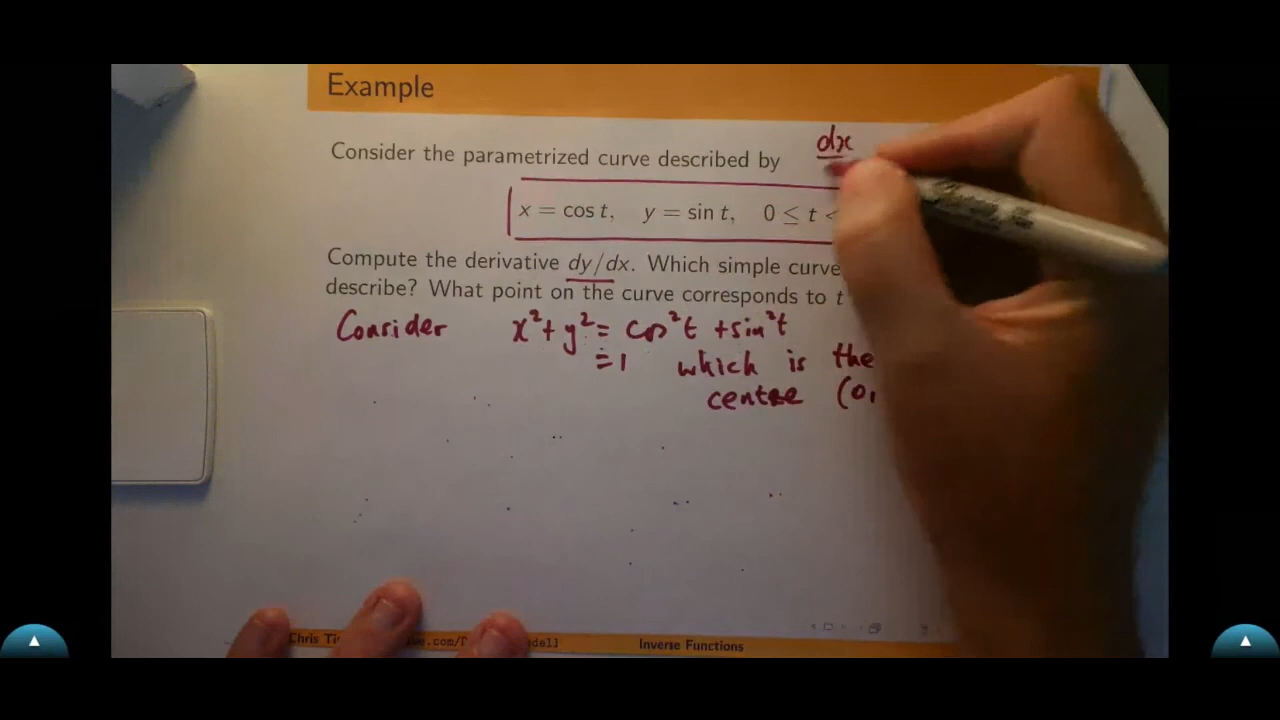 Example
Consider the parametrized curve described by
dx
x = cos t, y = sin t, 0 ≤ t <
Compute the derivative dy/dx. Which simple curve
describe? What point on the curve corresponds to t
Consider x²+y²= cos²t +sin²t
=1 which is the
centre (0,
Chris
Inverse Functions